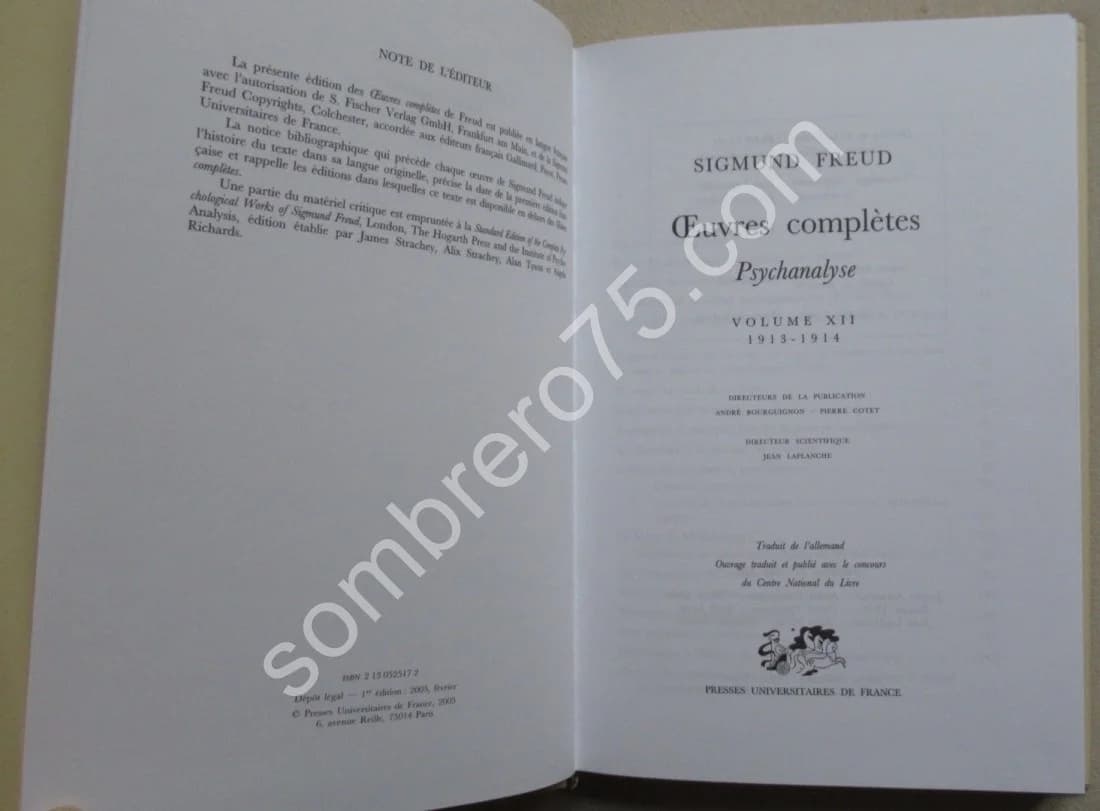 NOTE DE L'ÉDITEUR
La présente édition des Œuvres complètes de Freud est publiée en langue française
avec l'autorisation de S. Fischer Verlag GmbH, Frankfurt am Main, et de la Sigmund
Freud Copyrights, Colchester, accordée aux éditeurs français Gallimard, Payot, Presses
Universitaires de France.
La notice bibliographique qui précède chaque œuvre de Sigmund Freud
l'histoire du texte dans sa langue originelle, précise la date de la première édition fran-
çaise et rappelle les éditions dans lesquelles ce texte est disponible en dehors des Œuvres
complètes.
Une partie du matériel critique est empruntée à la Standard Edition of the Complete Psy-
chological Works of Sigmund Freud, London, The Hogarth Press and the Institute of Psycho-
Analysis, édition établie par James Strachey, Alix Strachey, Alan Tyson et Angela
Richards.
ISBN 2 13 052517 2
Dépôt légal — 1re édition : 2005, février
© Presses Universitaires de France, 2005
6, avenue Reille, 75014 Paris
SIGMUND FREUD
Œuvres complètes
Psychanalyse
VOLUME XII
1913-1914
DIRECTEURS DE LA PUBLICATION
ANDRÉ BOURGUIGNON - PIERRE COTET
DIRECTEUR SCIENTIFIQUE
JEAN LAPLANCHE
Traduit de l'allemand
Ouvrage traduit et publié avec le concours
du Centre National du Livre
PRESSES UNIVERSITAIRES DE FRANCE
sombrero75.com